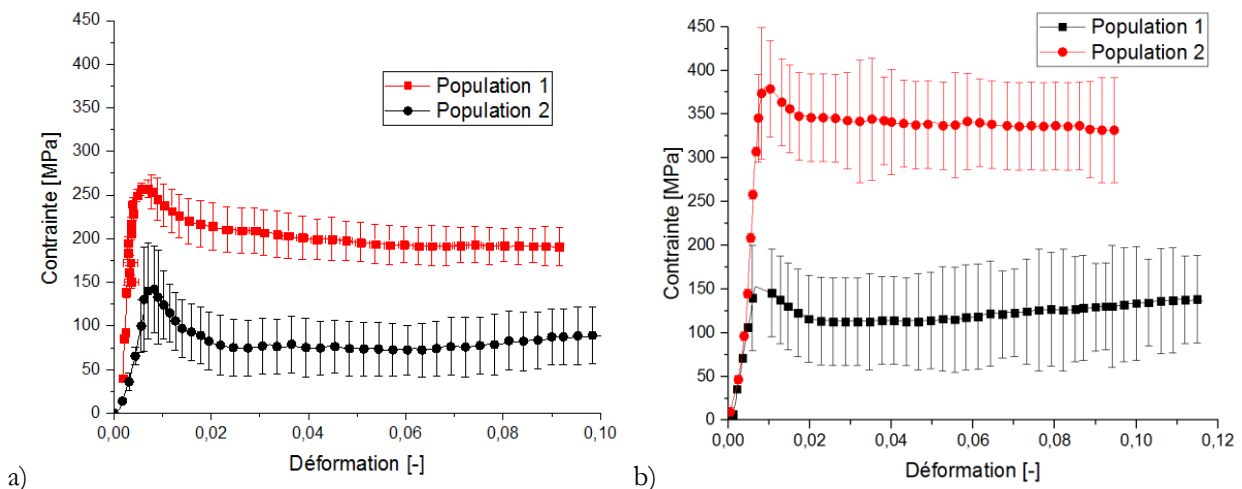 450
400
350
300
250
200
150
100
50
0
Contrainte [MPa]
Population 1
Population 2
0,00 0,02 0,04 0,06 0,08 0,10
Déformation [-]
a)
450
400
350
300
250
200
150
100
50
0
Contrainte [MPa]
Population 1
Population 2
0,00 0,02 0,04 0,06 0,08 0,10 0,12
Déformation [-]
b)